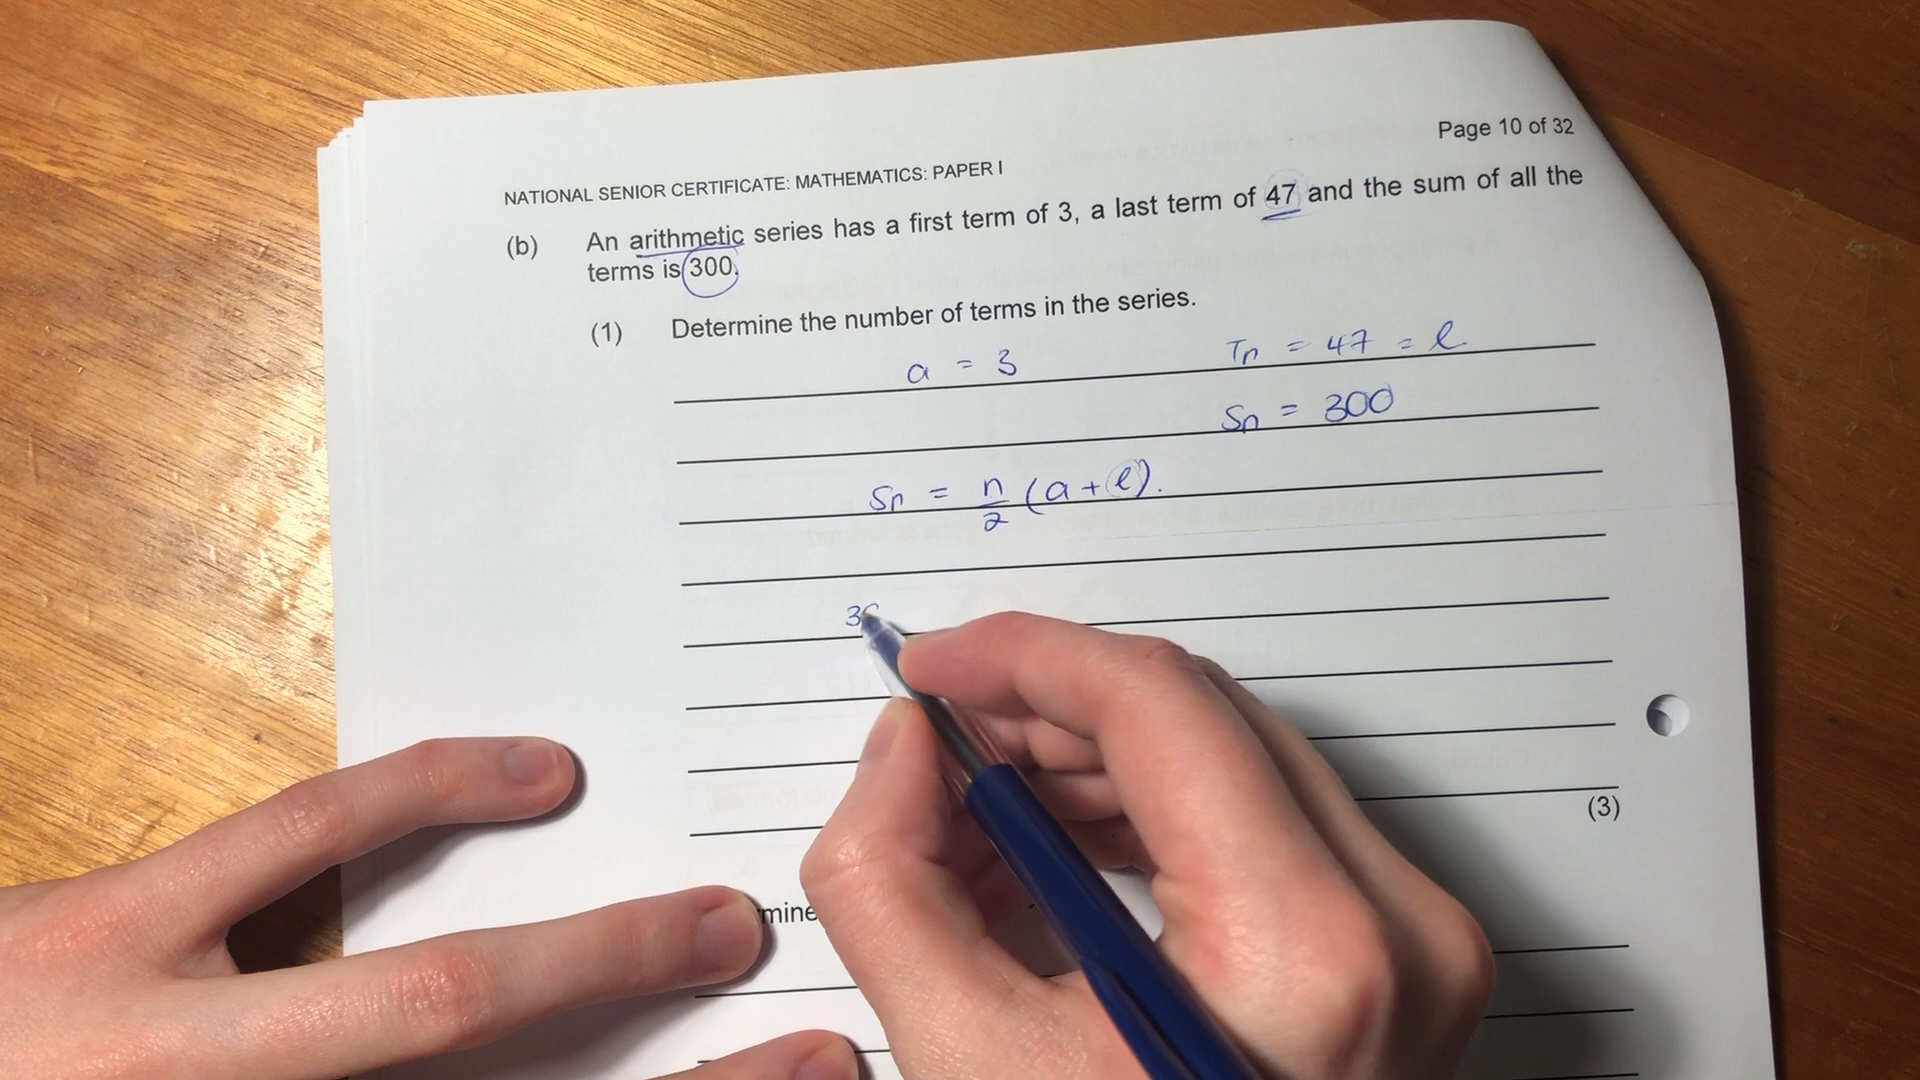 Page 10 of 32
NATIONAL SENIOR CERTIFICATE: MATHEMATICS: PAPER I
(b) An arithmetic series has a first term of 3, a last term of 47 and the sum of all the
terms is 300.
(1) Determine the number of terms in the series.
a = 3 Tn = 47 = l
Sn = 300
Sn = n/2 (a+l).
30
(3)
mine